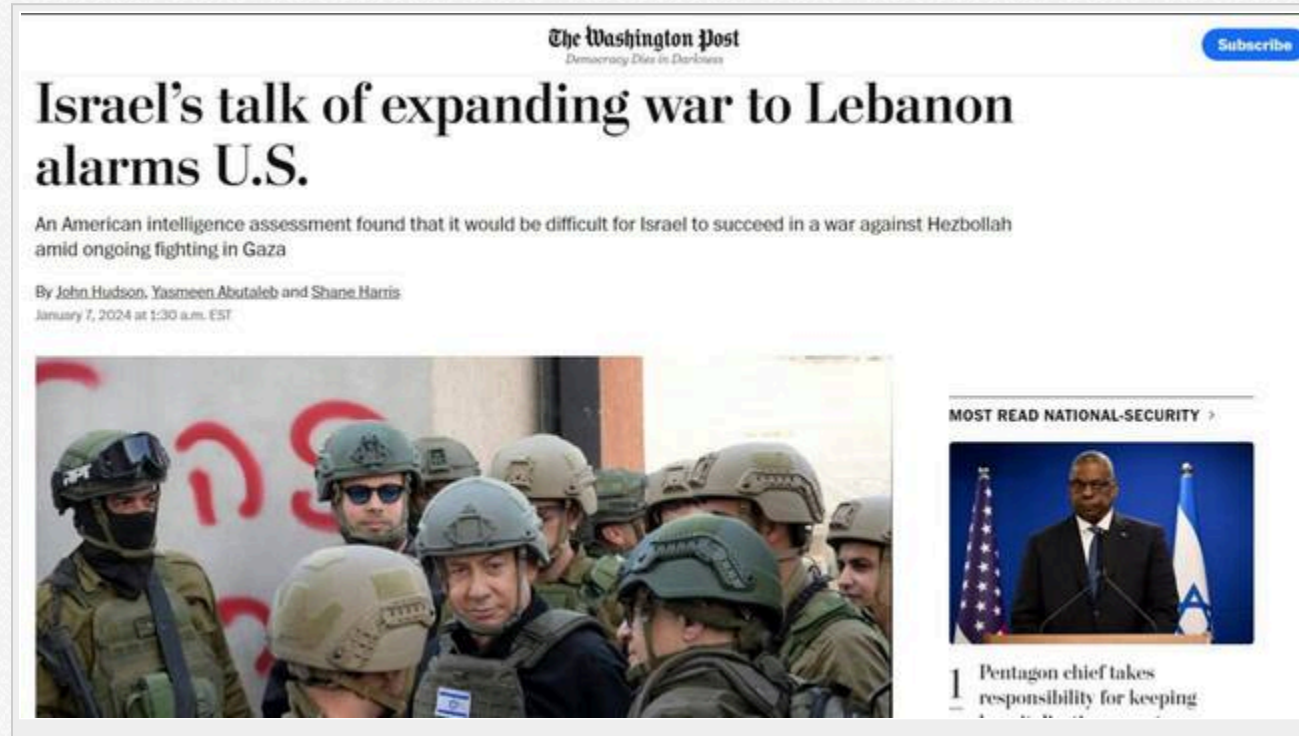 The Washington Post
Democracy Dies in Darkness
Subscribe
Israel’s talk of expanding war to Lebanon
alarms U.S.
An American intelligence assessment found that it would be difficult for Israel to succeed in a war against Hezbollah
amid ongoing fighting in Gaza
By John Hudson, Yasmeen Abutaleb and Shane Harris
January 7, 2024 at 1:30 a.m. EST
MOST READ NATIONAL-SECURITY >
1 Pentagon chief takes
responsibility for keeping